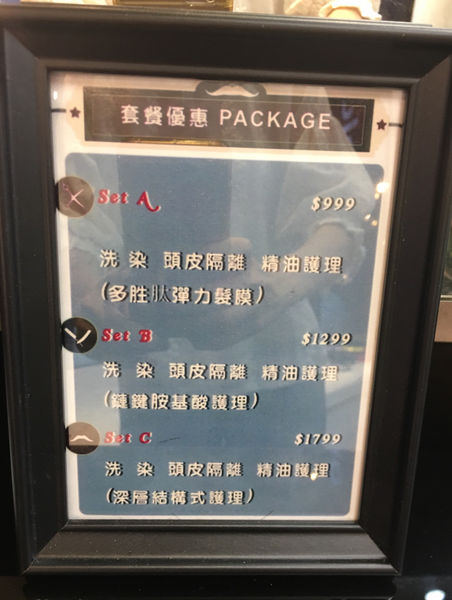 套餐優惠 PACKAGE
Set A $999
洗 染 頭皮隔離 精油護理
(多胜肽彈力髮膜)
Set B $1299
洗 染 頭皮隔離 精油護理
(鏈鍵胺基酸護理)
Set C $1799
洗 染 頭皮隔離 精油護理
(深層結構式護理)